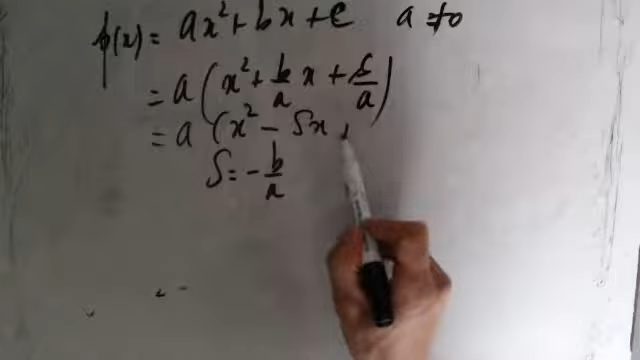 p(x) = ax² + bx + c a ≠ 0
= a (x² + b/a x + c/a)
= a (x² - Sx
S = - b/a